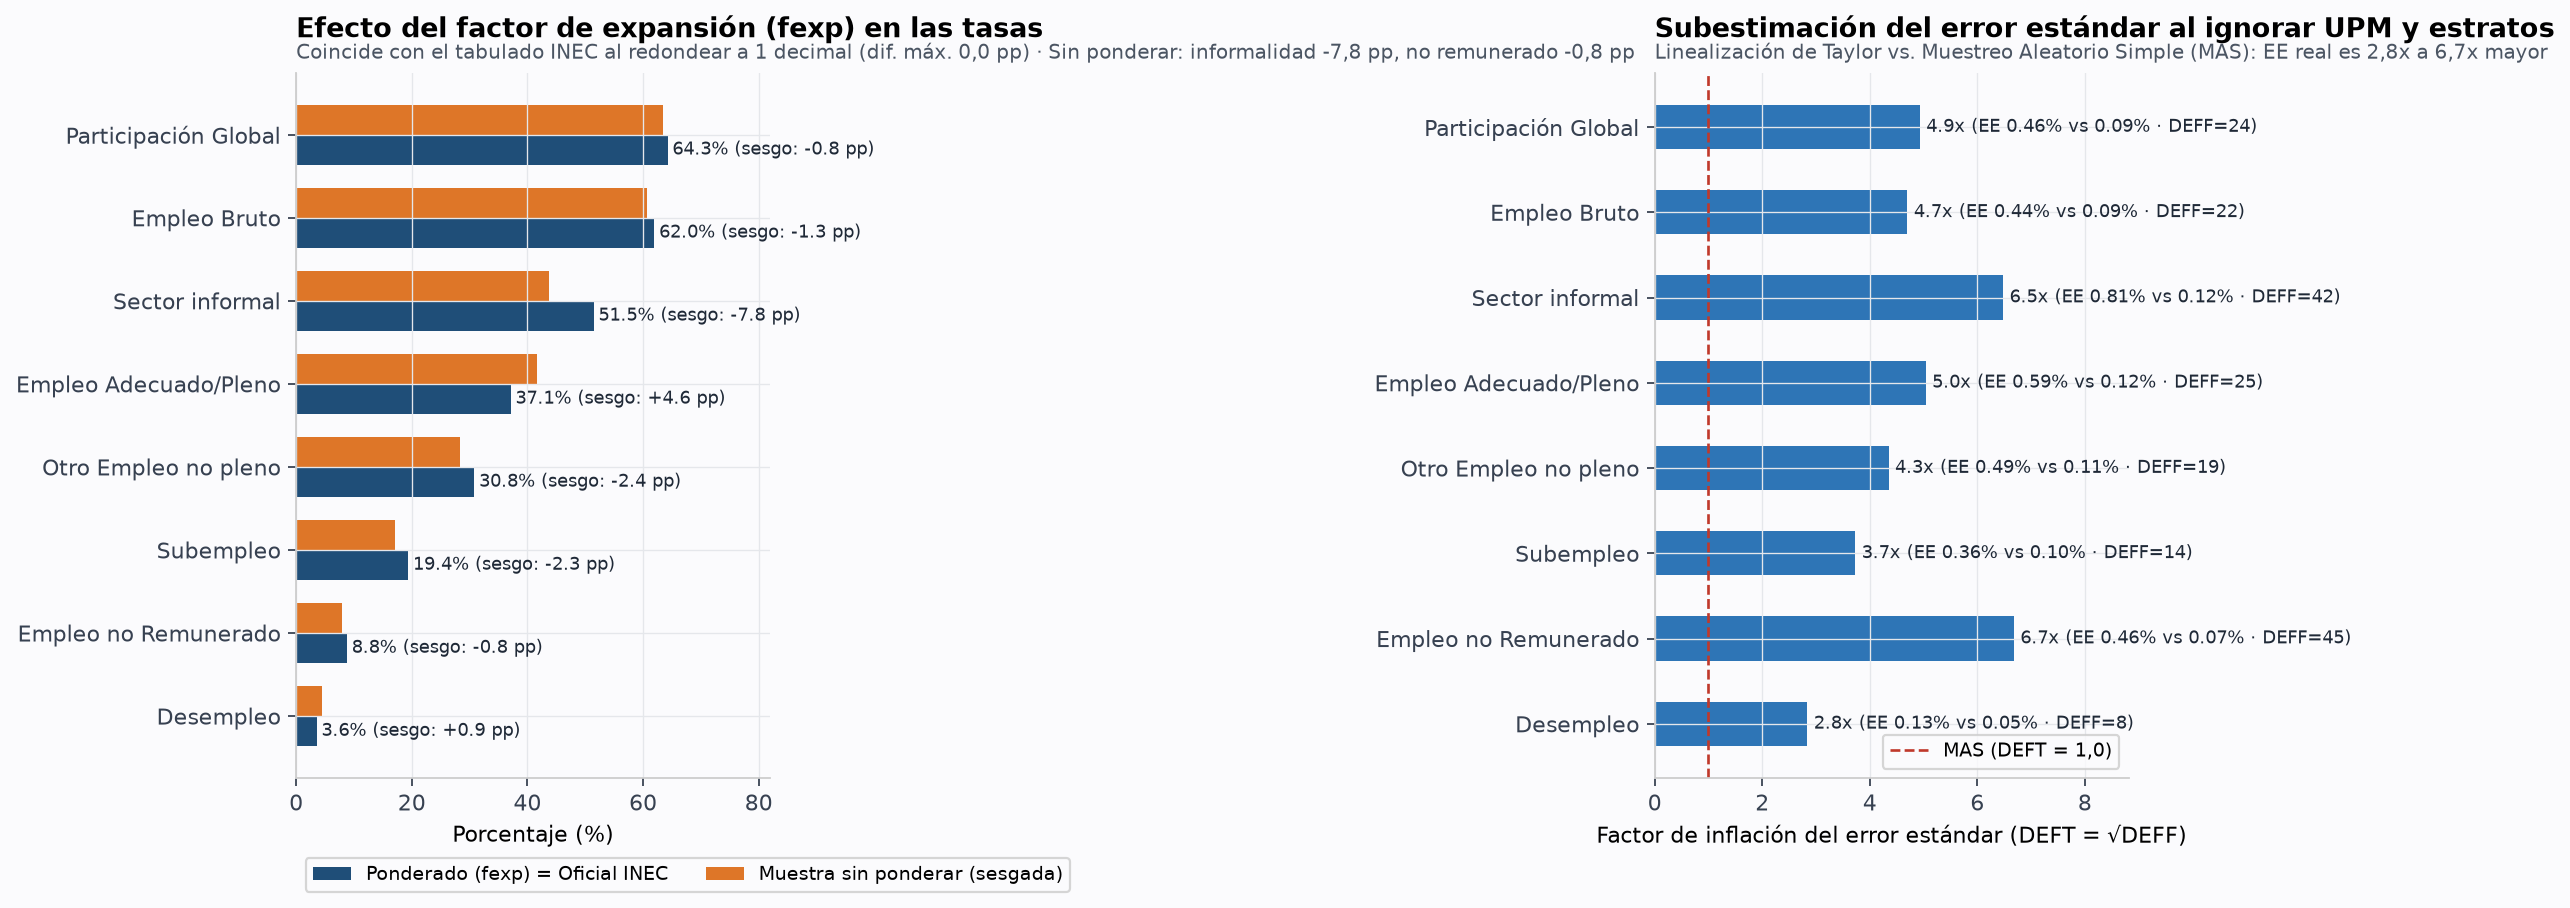 Efecto del factor de expansión (fexp) en las tasas
Coincide con el tabulado INEC al redondear a 1 decimal (dif. máx. 0,0 pp) · Sin ponderar: informalidad -7,8 pp, no remunerado -0,8 pp
Participación Global
64.3% (sesgo: -0.8 pp)
Empleo Bruto
62.0% (sesgo: -1.3 pp)
Sector informal
51.5% (sesgo: -7.8 pp)
Empleo Adecuado/Pleno
37.1% (sesgo: +4.6 pp)
Otro Empleo no pleno
30.8% (sesgo: -2.4 pp)
Subempleo
19.4% (sesgo: -2.3 pp)
Empleo no Remunerado
8.8% (sesgo: -0.8 pp)
Desempleo
3.6% (sesgo: +0.9 pp)
0 20 40 60 80
Porcentaje (%)
Ponderado (fexp) = Oficial INEC
Muestra sin ponderar (sesgada)
Subestimación del error estándar al ignorar UPM y estratos
Linealización de Taylor vs. Muestreo Aleatorio Simple (MAS): EE real es 2,8x a 6,7x mayor
Participación Global
4.9x (EE 0.46% vs 0.09% · DEFF=24)
Empleo Bruto
4.7x (EE 0.44% vs 0.09% · DEFF=22)
Sector informal
6.5x (EE 0.81% vs 0.12% · DEFF=42)
Empleo Adecuado/Pleno
5.0x (EE 0.59% vs 0.12% · DEFF=25)
Otro Empleo no pleno
4.3x (EE 0.49% vs 0.11% · DEFF=19)
Subempleo
3.7x (EE 0.36% vs 0.10% · DEFF=14)
Empleo no Remunerado
6.7x (EE 0.46% vs 0.07% · DEFF=45)
Desempleo
2.8x (EE 0.13% vs 0.05% · DEFF=8)
MAS (DEFT = 1,0)
0 2 4 6 8
Factor de inflación del error estándar (DEFT = √DEFF)